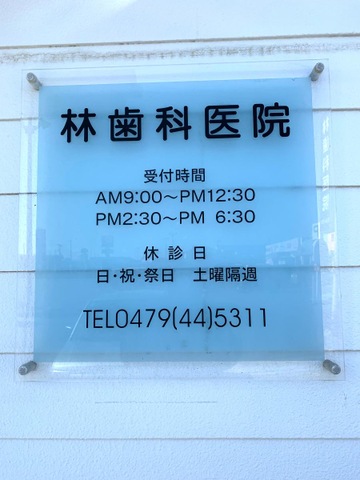 林歯科医院
受付時間
AM9:00～PM12:30
PM2:30～PM 6:30
休診日
日・祝・祭日 土曜隔週
TEL0479(44)5311